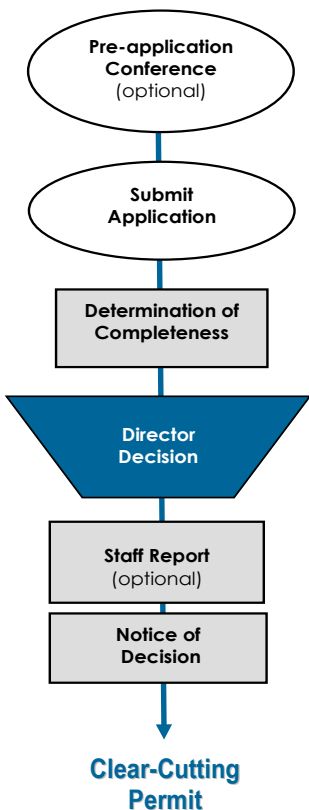 Pre-application
Conference
(optional)
Submit
Application
Determination of
Completeness
Director
Decision
Staff Report
(optional)
Notice of
Decision
Clear-Cutting
Permit